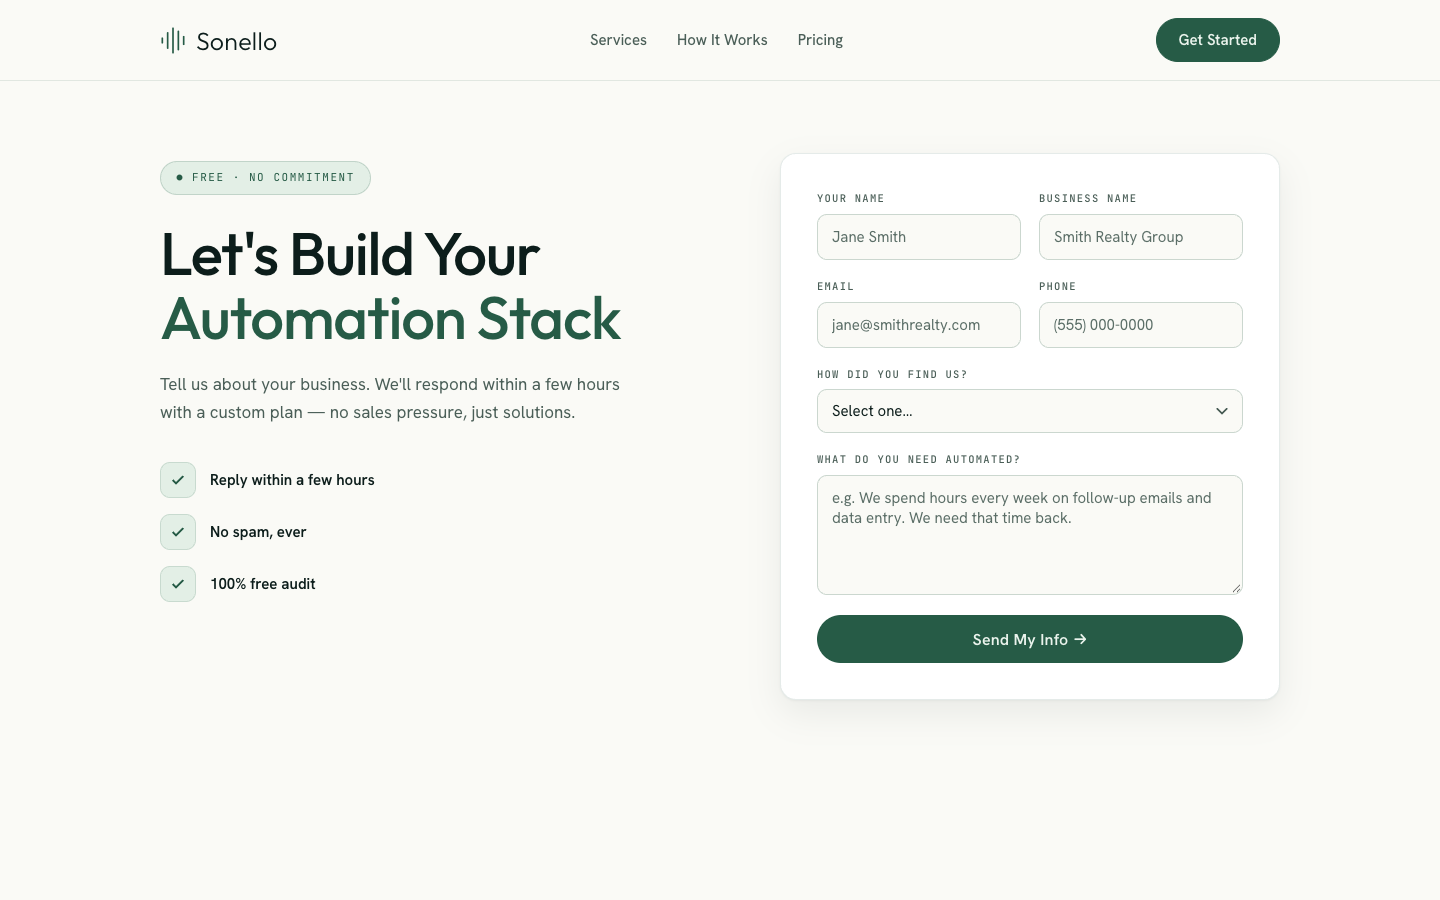 Sonello
Services
How It Works
Pricing
Get Started
FREE · NO COMMITMENT
Let's Build Your
Automation Stack
Tell us about your business. We'll respond within a few hours
with a custom plan — no sales pressure, just solutions.
Reply within a few hours
No spam, ever
100% free audit
YOUR NAME
BUSINESS NAME
Jane Smith
Smith Realty Group
EMAIL
PHONE
jane@smithrealty.com
(555) 000-0000
HOW DID YOU FIND US?
Select one...
WHAT DO YOU NEED AUTOMATED?
e.g. We spend hours every week on follow-up emails and
data entry. We need that time back.
Send My Info →